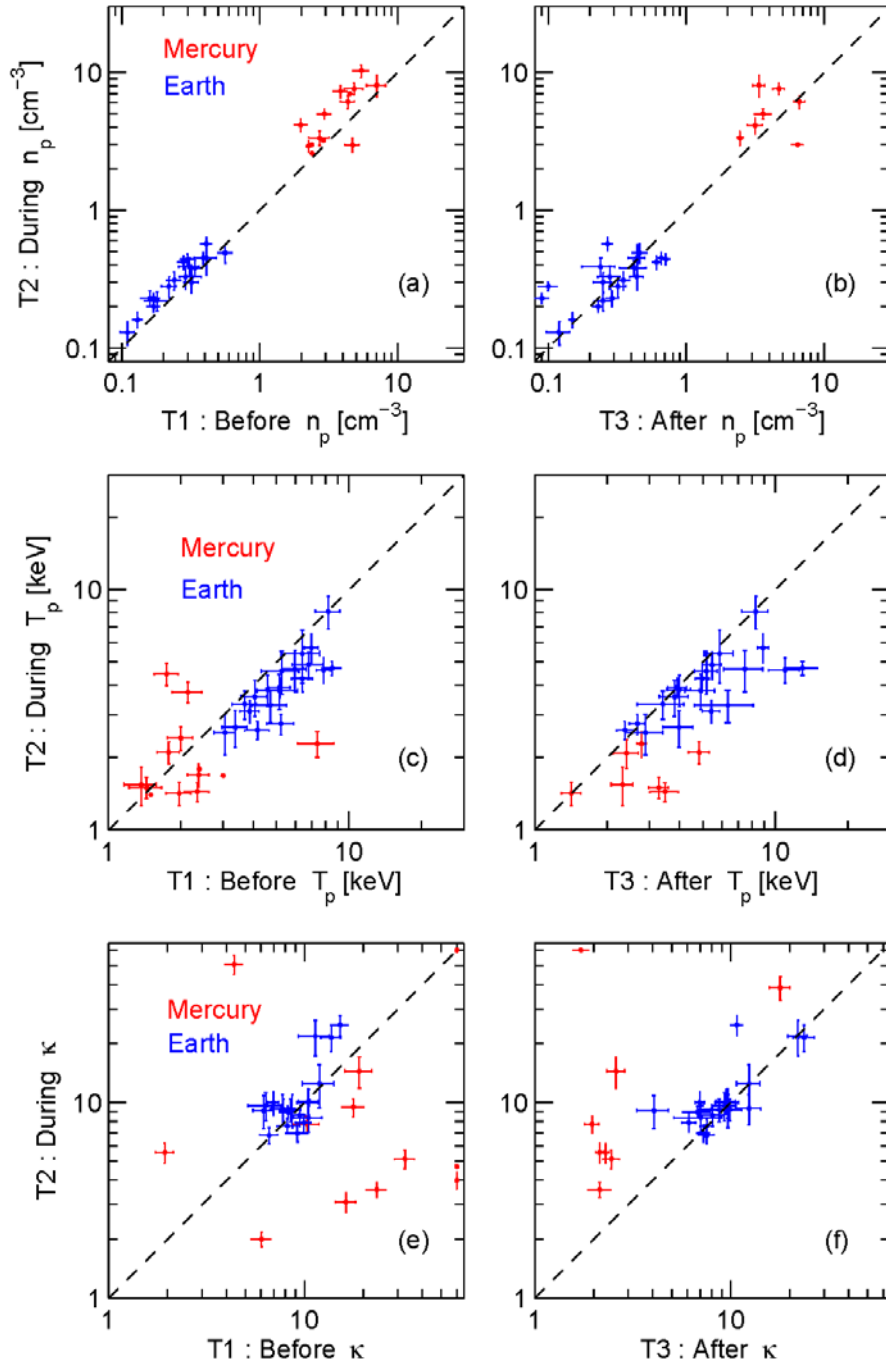 T2 : During n_p [cm⁻³]
10
1
0.1
Mercury
Earth
(a)
0.1 1 10
T1 : Before n_p [cm⁻³]
10
1
0.1
(b)
0.1 1 10
T3 : After n_p [cm⁻³]
T2 : During T_p [keV]
10
1
Mercury
Earth
(c)
1 10
T1 : Before T_p [keV]
10
1
(d)
1 10
T3 : After T_p [keV]
T2 : During κ
10
1
Mercury
Earth
(e)
1 10
T1 : Before κ
10
1
(f)
1 10
T3 : After κ